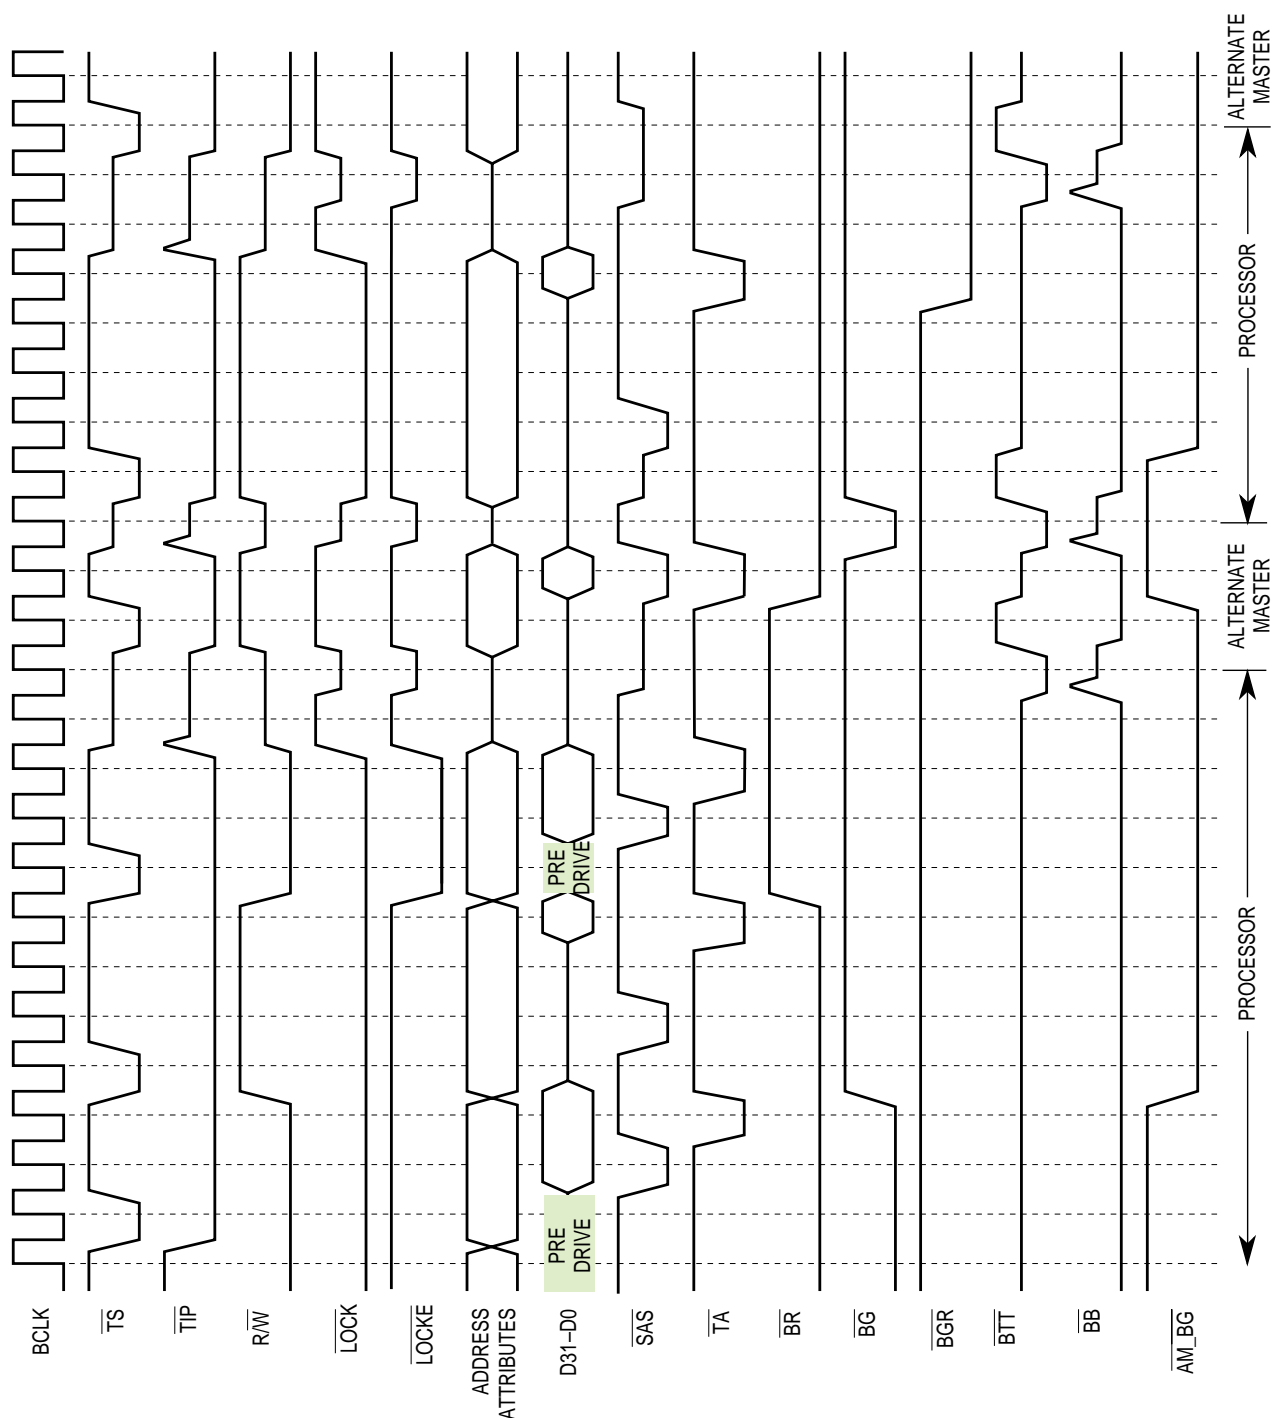 BCLK
TS
TIP
R/W
LOCK
LOCKE
ADDRESS
ATTRIBUTES
D31–D0
SAS
TA
BR
BG
BGR
BTT
BB
AM_BG
PRE
DRIVE
PRE
DRIVE
PROCESSOR
ALTERNATE
MASTER
PROCESSOR
ALTERNATE
MASTER